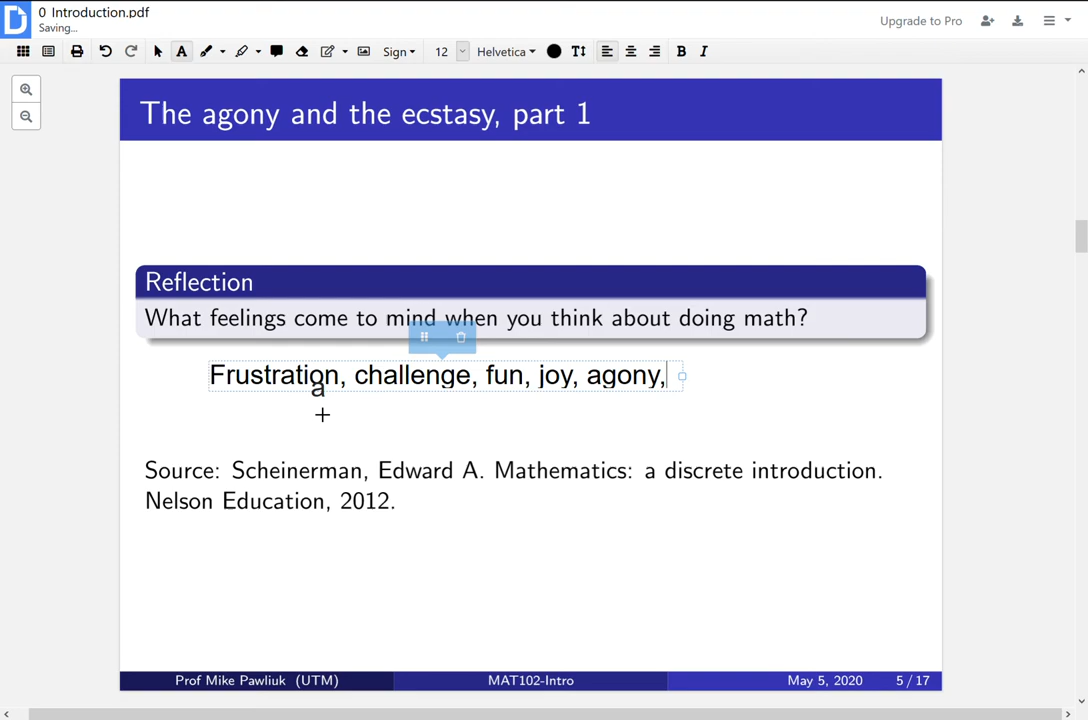 0 Introduction.pdf
Saving...
Upgrade to Pro
A
Sign
12
Helvetica
B
I
The agony and the ecstasy, part 1
Reflection
What feelings come to mind when you think about doing math?
Frustration, challenge, fun, joy, agony,
a
Source: Scheinerman, Edward A. Mathematics: a discrete introduction.
Nelson Education, 2012.
Prof Mike Pawliuk (UTM)
MAT102-Intro
May 5, 2020
5 / 17